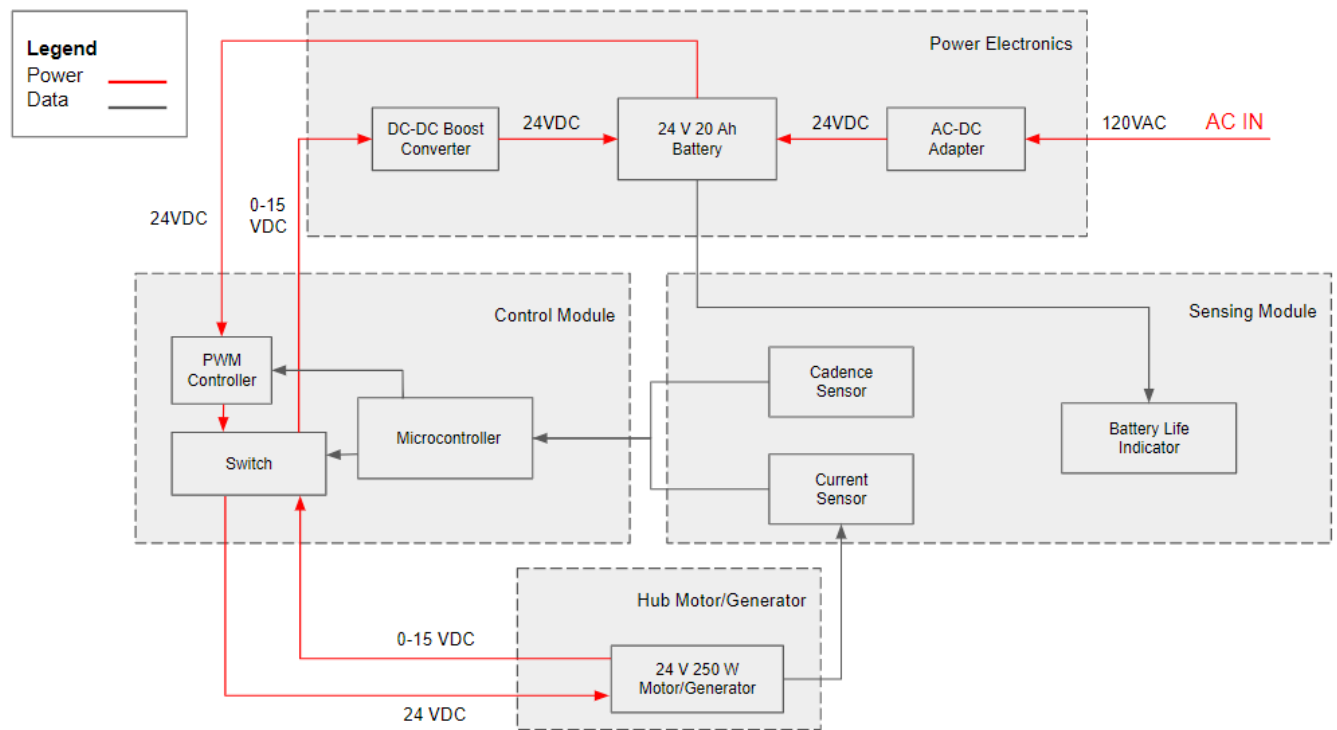 Legend
Power
Data
Power Electronics
DC-DC Boost
Converter
24VDC
24 V 20 Ah
Battery
24VDC
AC-DC
Adapter
120VAC
AC IN
24VDC
0-15
VDC
Control Module
PWM
Controller
Microcontroller
Switch
Sensing Module
Cadence
Sensor
Current
Sensor
Battery Life
Indicator
Hub Motor/Generator
0-15 VDC
24 V 250 W
Motor/Generator
24 VDC